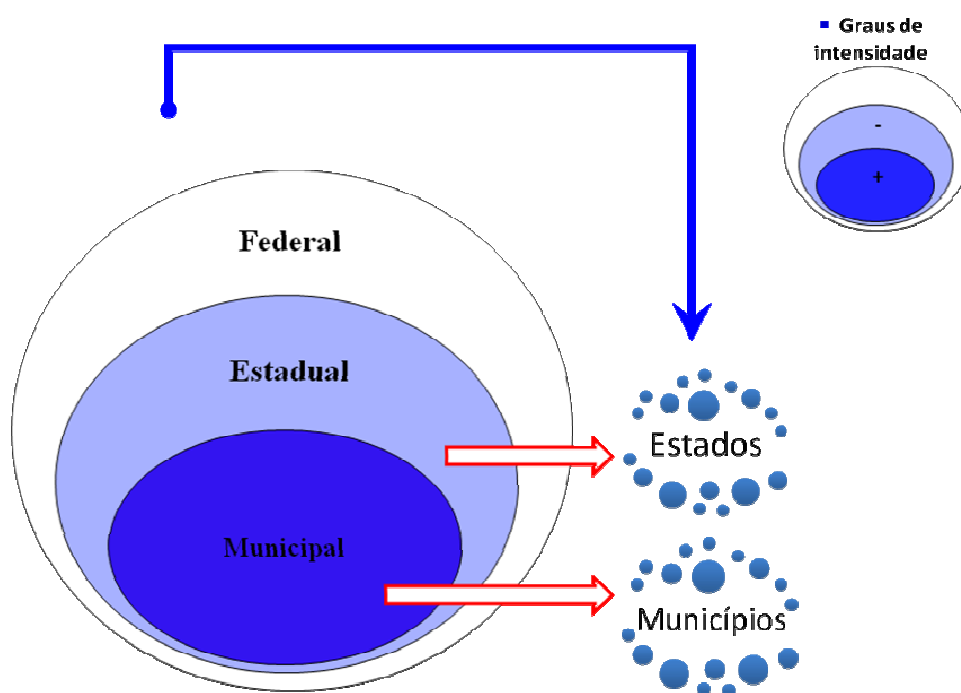 ▪ Graus de
intensidade
-
+
Federal
Estadual
Municipal
Estados
Municípios